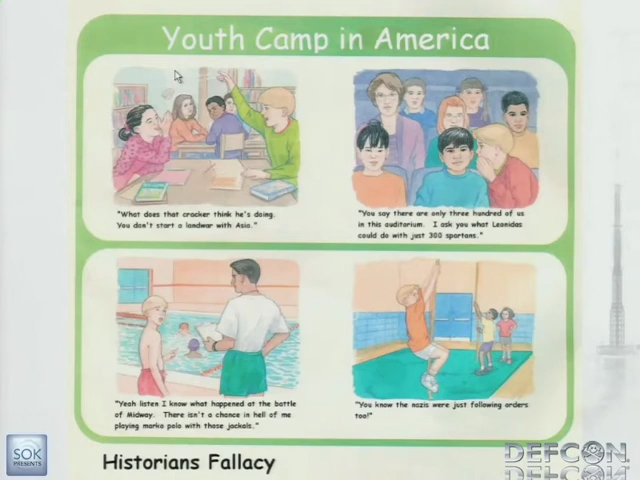 Youth Camp in America
"What does that cracker think he's doing.
You don't start a landwar with Asia."
"You say there are only three hundred of us
in this auditorium. I ask you what Leonidas
could do with just 300 spartans."
"Yeah listen I know what happened at the battle
of Midway. There isn't a chance in hell of me
playing marko polo with those jackals."
"You know the nazis were just following orders
too!"
Historians Fallacy
SOK
PRESENTS
DEFCON